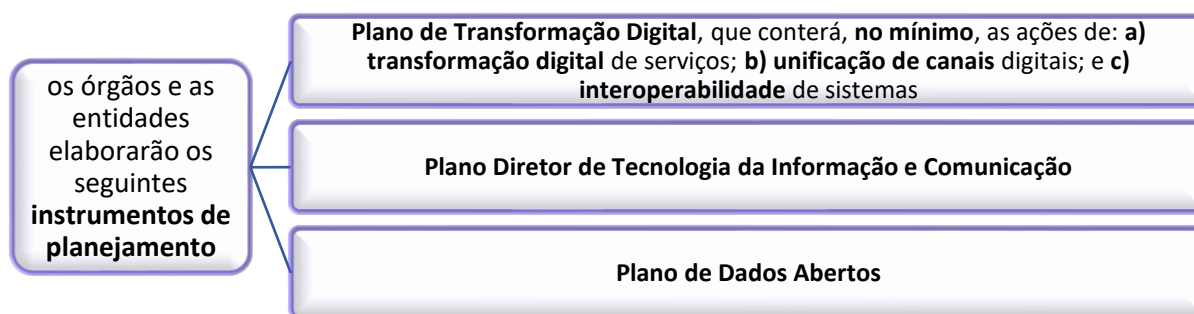 os órgãos e as
entidades
elaborarão os
seguintes
instrumentos de
planejamento
Plano de Transformação Digital, que conterá, no mínimo, as ações de: a)
transformação digital de serviços; b) unificação de canais digitais; e c)
interoperabilidade de sistemas
Plano Diretor de Tecnologia da Informação e Comunicação
Plano de Dados Abertos